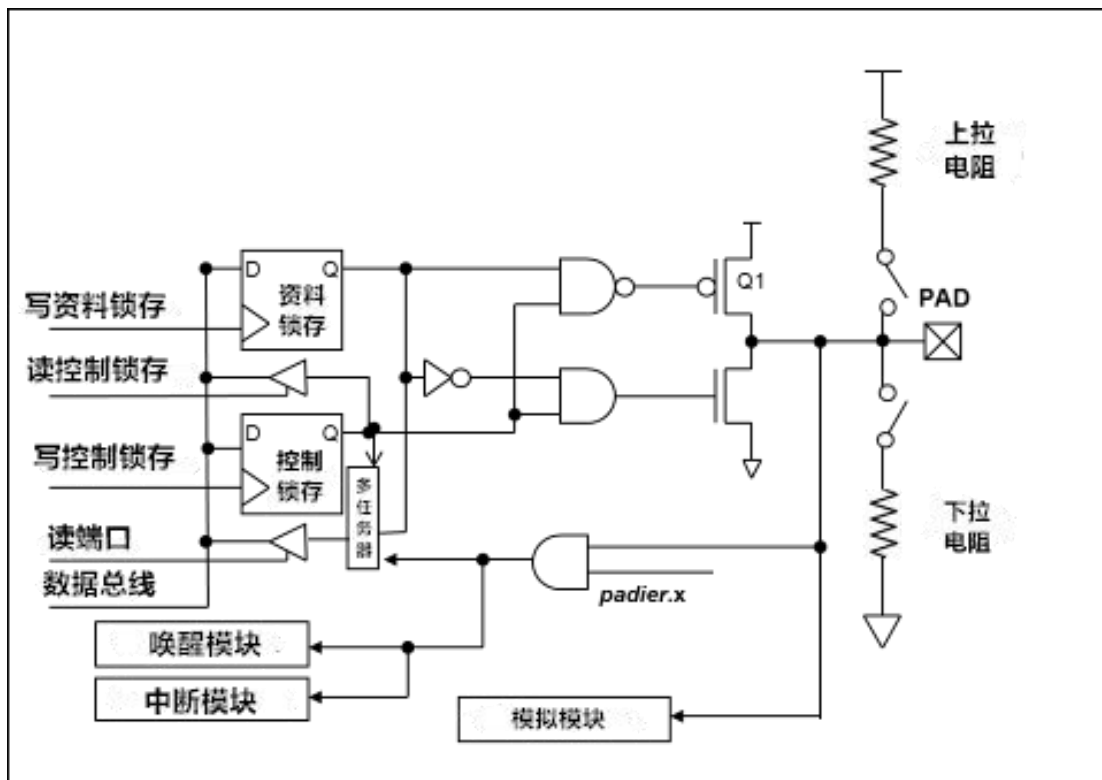 上拉
电阻
D
Q
资料
锁存
写资料锁存
Q1
PAD
读控制锁存
D
Q
控制
锁存
写控制锁存
多
任
务
器
读端口
下拉
电阻
数据总线
padier.x
唤醒模块
中断模块
模拟模块